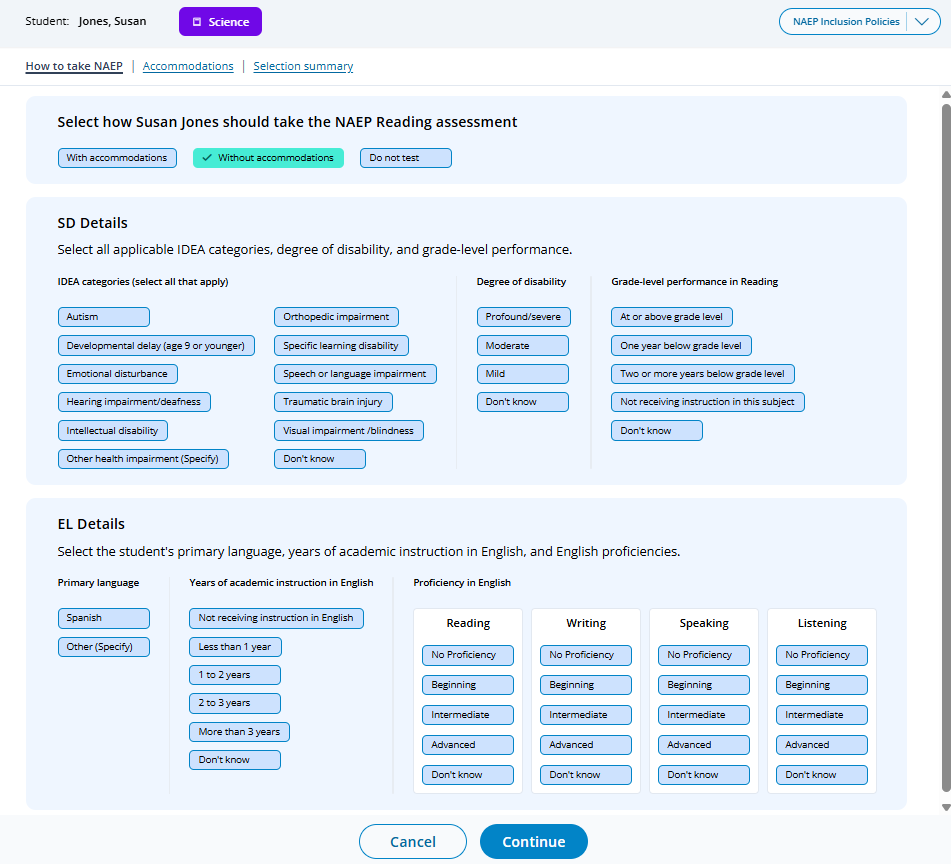 Student: Jones, Susan
Science
NAEP Inclusion Policies
How to take NAEP | Accommodations | Selection summary
Select how Susan Jones should take the NAEP Reading assessment
With accommodations
Without accommodations
Do not test
SD Details
Select all applicable IDEA categories, degree of disability, and grade-level performance.
IDEA categories (select all that apply)
Autism
Developmental delay (age 9 or younger)
Emotional disturbance
Hearing impairment/deafness
Intellectual disability
Other health impairment (Specify)
Orthopedic impairment
Specific learning disability
Speech or language impairment
Traumatic brain injury
Visual impairment /blindness
Don't know
Degree of disability
Profound/severe
Moderate
Mild
Don't know
Grade-level performance in Reading
At or above grade level
One year below grade level
Two or more years below grade level
Not receiving instruction in this subject
Don't know
EL Details
Select the student's primary language, years of academic instruction in English, and English proficiencies.
Primary language
Spanish
Other (Specify)
Years of academic instruction in English
Not receiving instruction in English
Less than 1 year
1 to 2 years
2 to 3 years
More than 3 years
Don't know
Proficiency in English
Reading
No Proficiency
Beginning
Intermediate
Advanced
Don't know
Writing
No Proficiency
Beginning
Intermediate
Advanced
Don't know
Speaking
No Proficiency
Beginning
Intermediate
Advanced
Don't know
Listening
No Proficiency
Beginning
Intermediate
Advanced
Don't know
Cancel
Continue